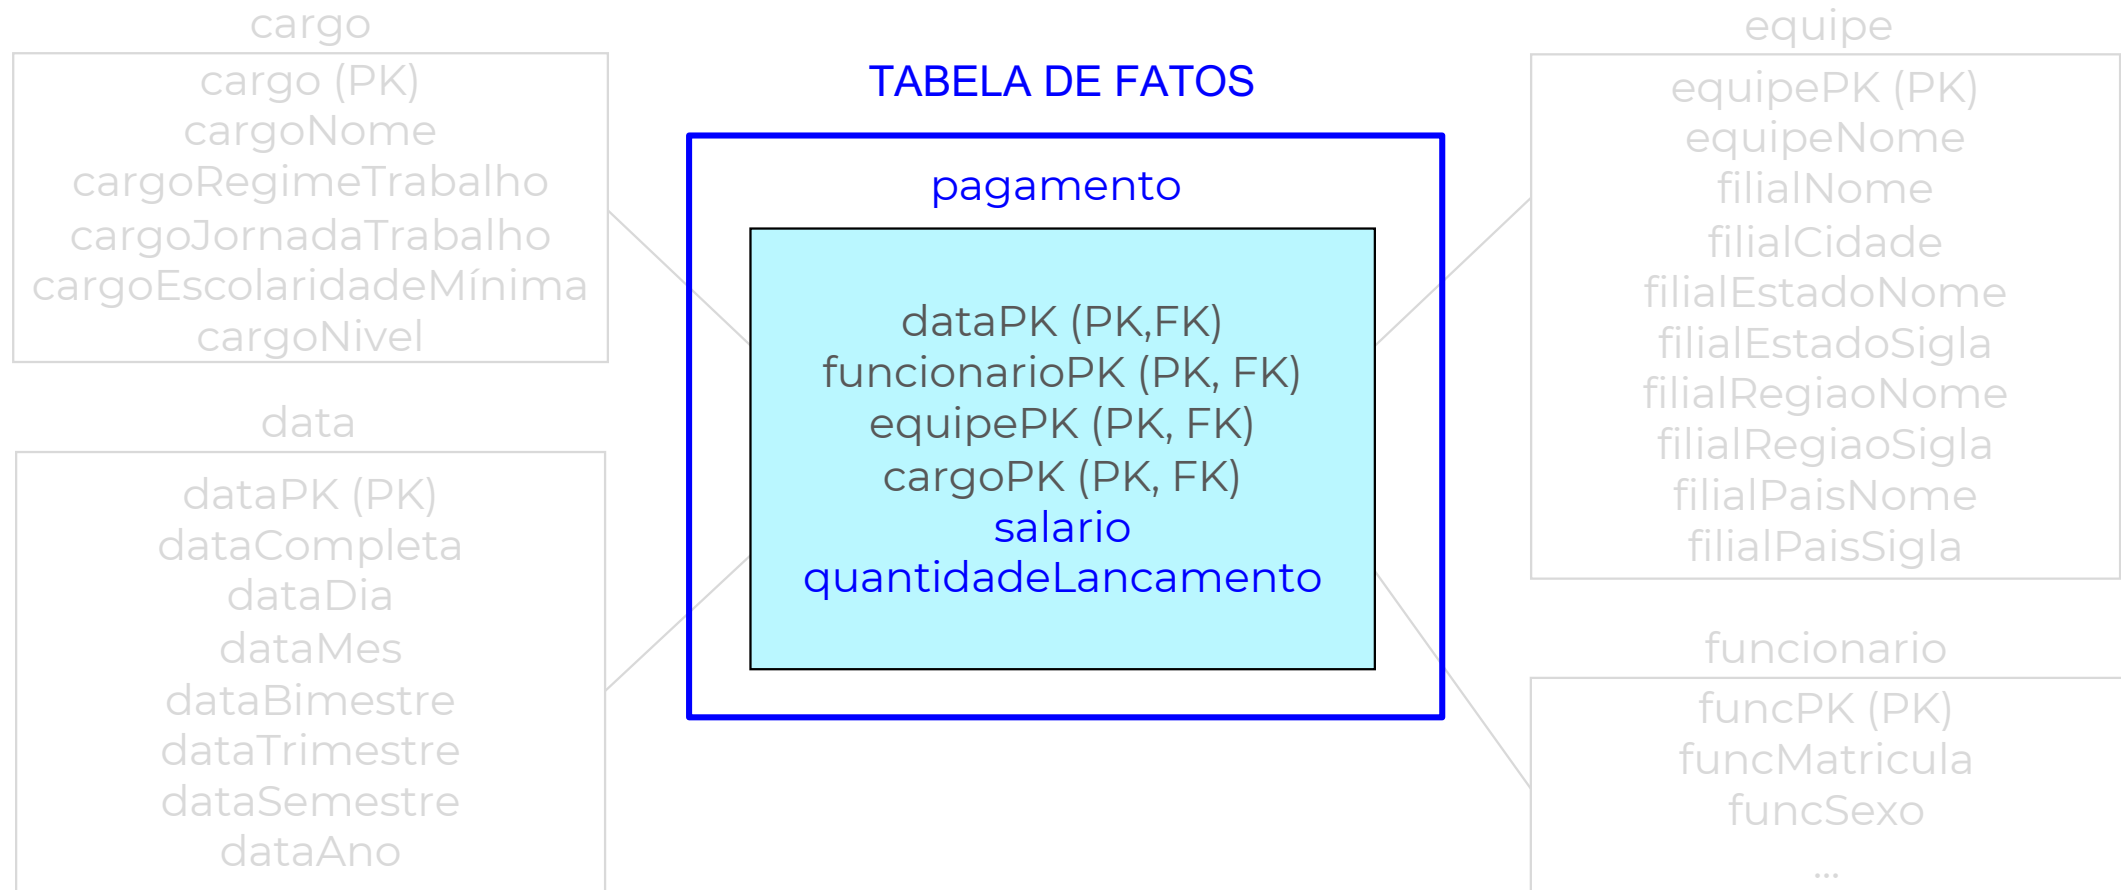 cargo
cargo (PK)
cargoNome
cargoRegimeTrabalho
cargoJornadaTrabalho
cargoEscolaridadeMínima
cargoNivel
data
dataPK (PK)
dataCompleta
dataDia
dataMes
dataBimestre
dataTrimestre
dataSemestre
dataAno
TABELA DE FATOS
pagamento
dataPK (PK,FK)
funcionarioPK (PK, FK)
equipePK (PK, FK)
cargoPK (PK, FK)
salario
quantidadeLancamento
equipe
equipePK (PK)
equipeNome
filialNome
filialCidade
filialEstadoNome
filialEstadoSigla
filialRegiaoNome
filialRegiaoSigla
filialPaisNome
filialPaisSigla
funcionario
funcPK (PK)
funcMatricula
funcSexo
...